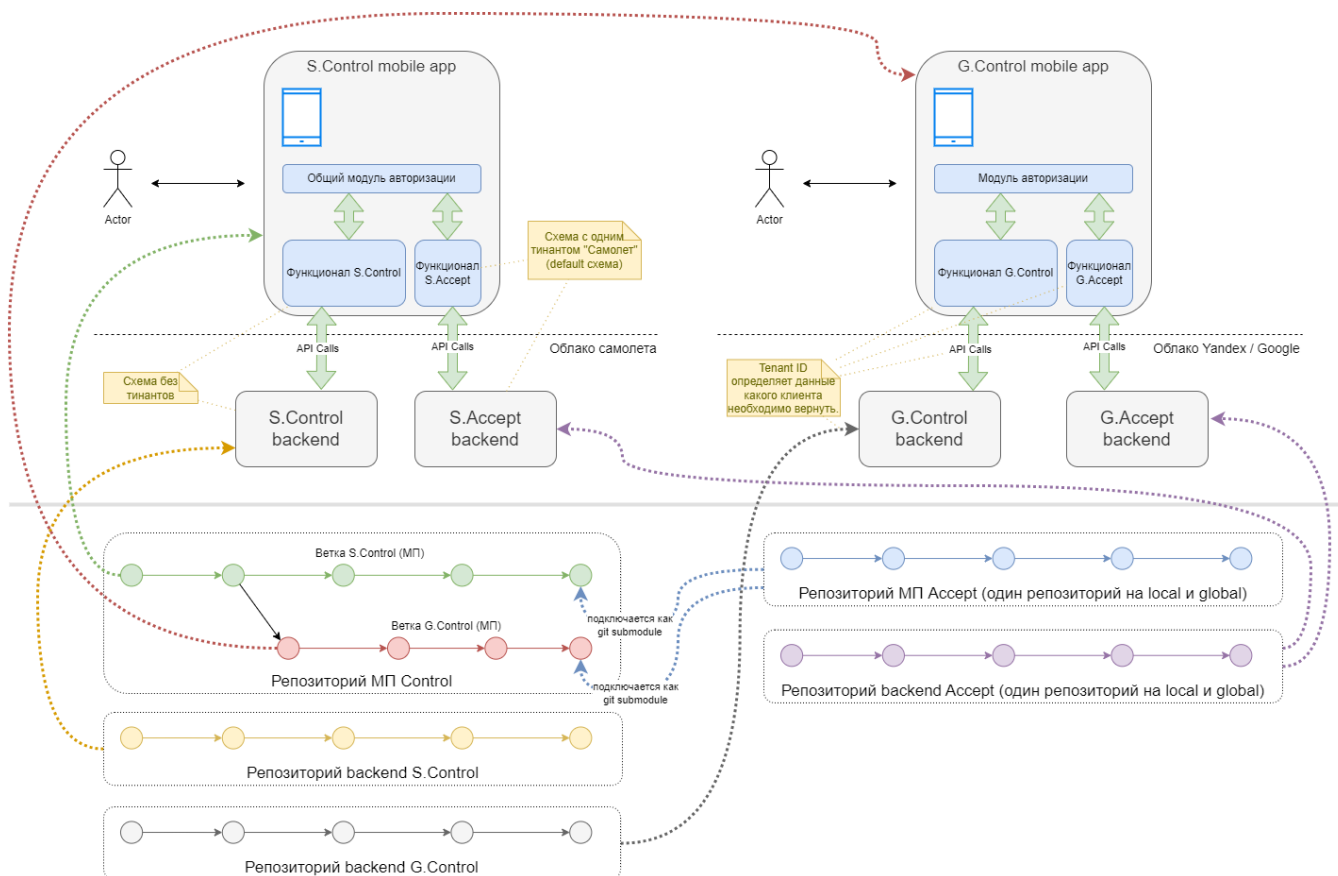 S.Control mobile app
G.Control mobile app
Общий модуль авторизации
Модуль авторизации
Actor
Actor
Схема с одним
тинантом "Самолет"
(default схема)
Функционал S.Control
Функционал
S.Accept
Функционал G.Control
Функционал
G.Accept
API Calls
API Calls
Облако самолета
API Calls
API Calls
Облако Yandex / Google
Схема без
тинантов
Tenant ID
определяет данные
какого клиента
необходимо вернуть.
S.Control
backend
S.Accept
backend
G.Control
backend
G.Accept
backend
Ветка S.Control (МП)
подключается как
git submodule
Ветка G.Control (МП)
Репозиторий МП Control
подключается как
git submodule
Репозиторий МП Accept (один репозиторий на local и global)
Репозиторий backend Accept (один репозиторий на local и global)
Репозиторий backend S.Control
Репозиторий backend G.Control